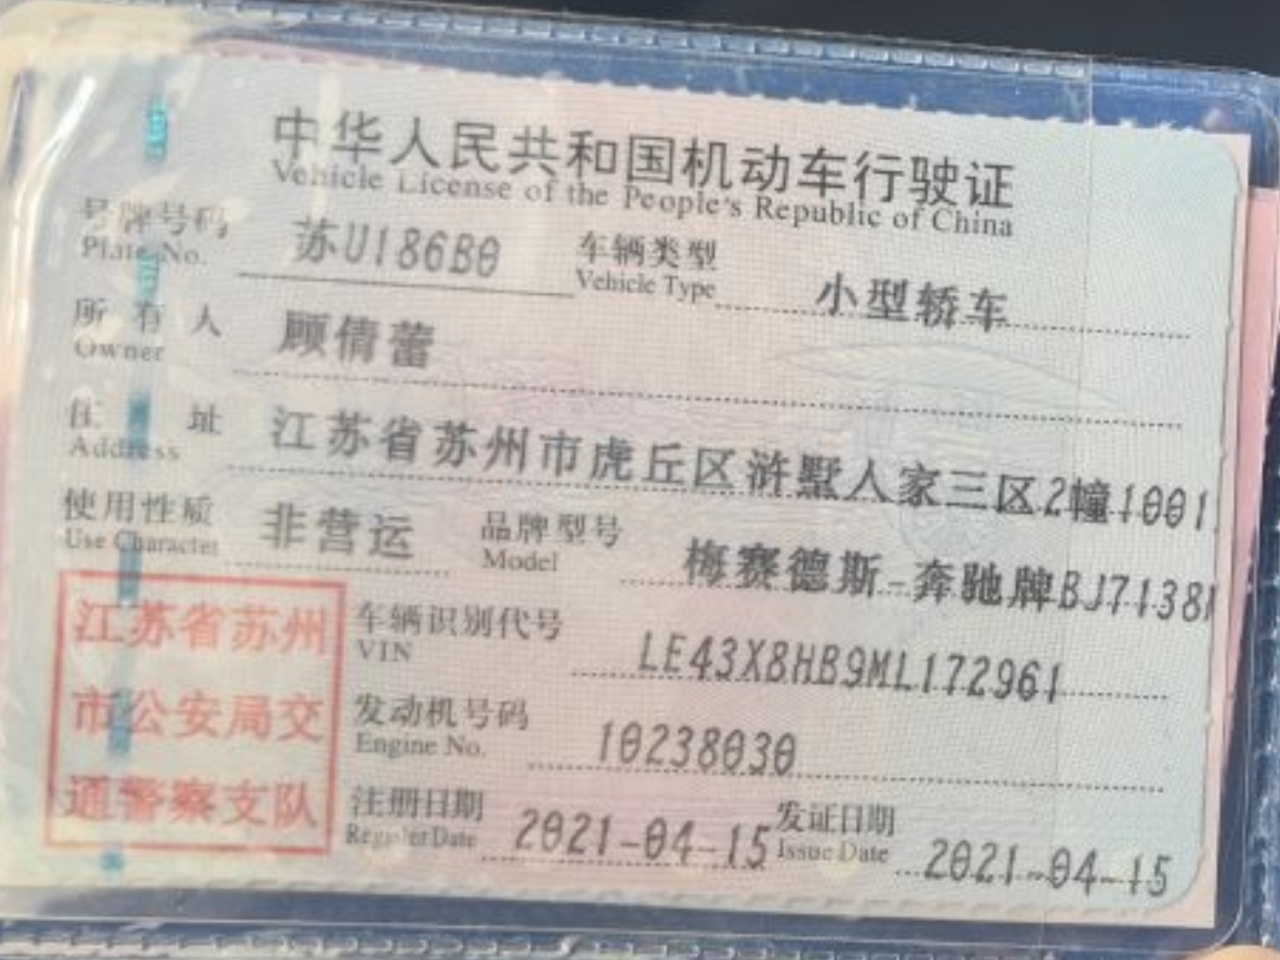 中华人民共和国机动车行驶证
Vehicle License of the People's Republic of China
号牌号码 苏U186B0 车辆类型 小型轿车
Plate No. Vehicle Type
所有人 顾倩蕾
Owner
住址 江苏省苏州市虎丘区浒墅人家三区2幢1001
Address
使用性质 非营运 品牌型号 梅赛德斯-奔驰牌BJ7138
Use Character Model
江苏省苏州
市公安局交
通警察支队
车辆识别代号 LE43X8HB9ML172961
VIN
发动机号码 10238030
Engine No.
注册日期 2021-04-15 发证日期 2021-04-15
Register Date Issue Date